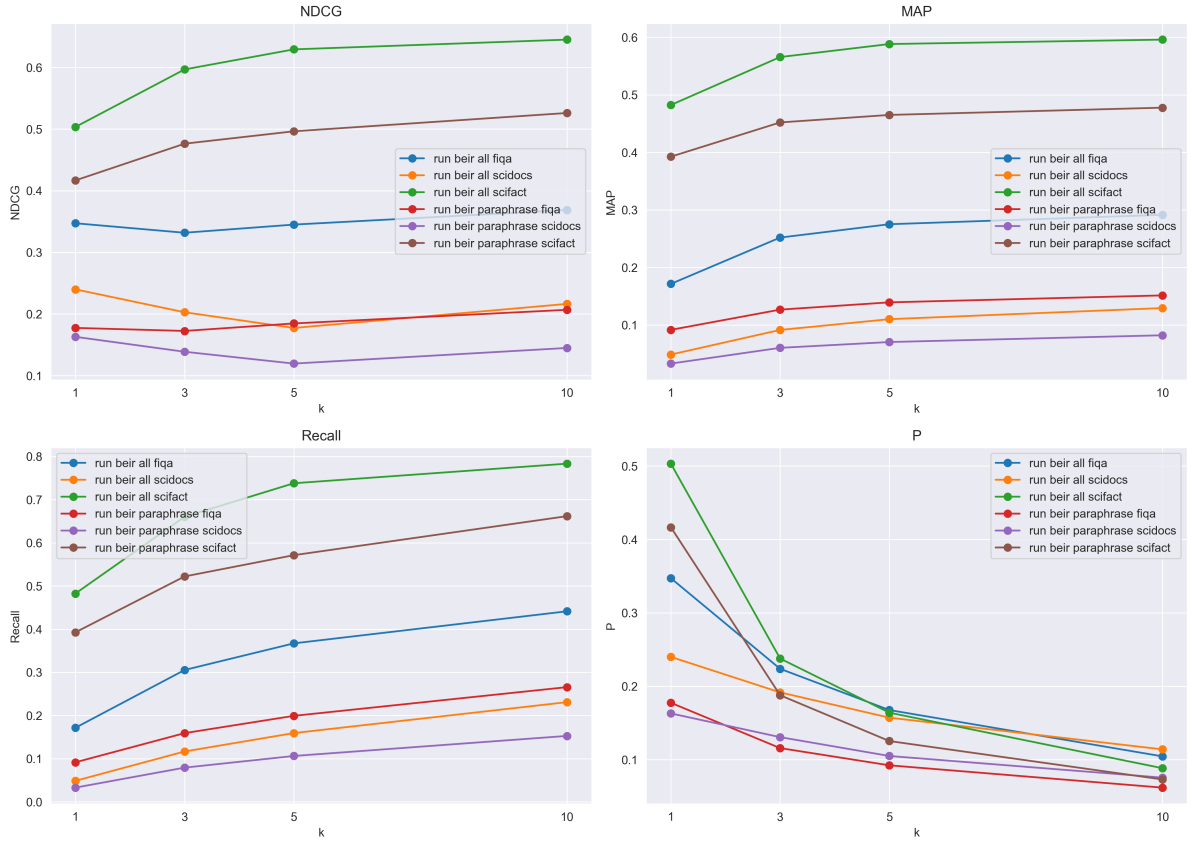 NDCG
NDCG
0.6
0.5
0.4
0.3
0.2
0.1
run beir all fiqa
run beir all scidocs
run beir all scifact
run beir paraphrase fiqa
run beir paraphrase scidocs
run beir paraphrase scifact
1
3
5
10
k
MAP
MAP
0.6
0.5
0.4
0.3
0.2
0.1
run beir all fiqa
run beir all scidocs
run beir all scifact
run beir paraphrase fiqa
run beir paraphrase scidocs
run beir paraphrase scifact
1
3
5
10
k
Recall
Recall
0.8
0.7
0.6
0.5
0.4
0.3
0.2
0.1
0.0
run beir all fiqa
run beir all scidocs
run beir all scifact
run beir paraphrase fiqa
run beir paraphrase scidocs
run beir paraphrase scifact
1
3
5
10
k
P
P
0.5
0.4
0.3
0.2
0.1
run beir all fiqa
run beir all scidocs
run beir all scifact
run beir paraphrase fiqa
run beir paraphrase scidocs
run beir paraphrase scifact
1
3
5
10
k